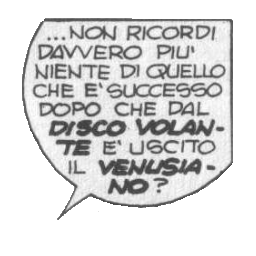 ...NON RICORDI
DAVVERO PIU'
NIENTE DI QUELLO
CHE E' SUCCESSO
DOPO CHE DAL
DISCO VOLAN-
TE E' USCITO
IL VENUSIA-
NO?